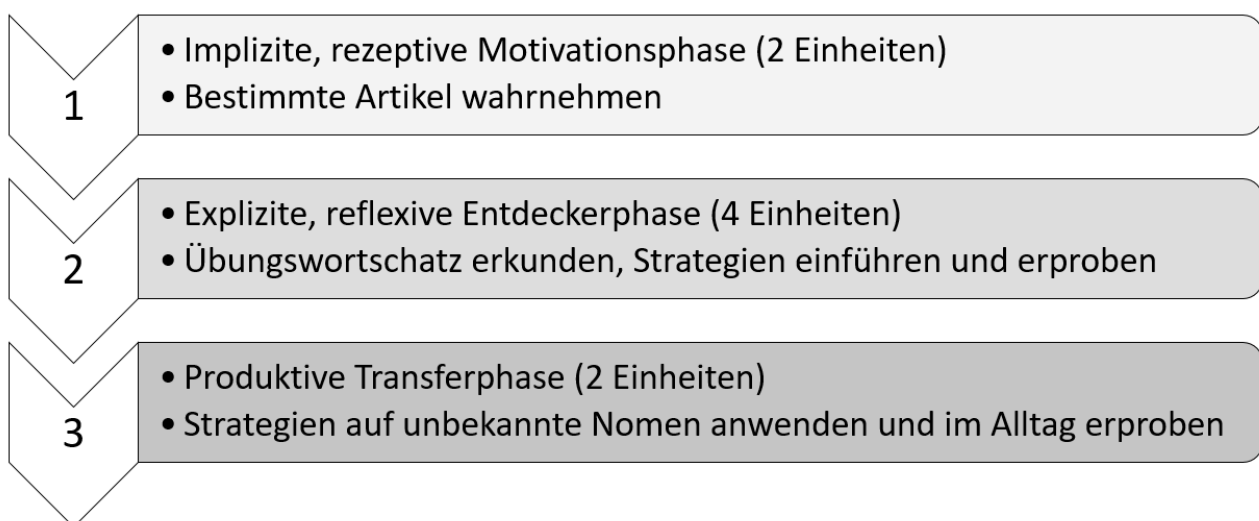 1
• Implizite, rezeptive Motivationsphase (2 Einheiten)
• Bestimmte Artikel wahrnehmen
2
• Explizite, reflexive Entdeckerphase (4 Einheiten)
• Übungswortschatz erkunden, Strategien einführen und erproben
3
• Produktive Transferphase (2 Einheiten)
• Strategien auf unbekannte Nomen anwenden und im Alltag erproben